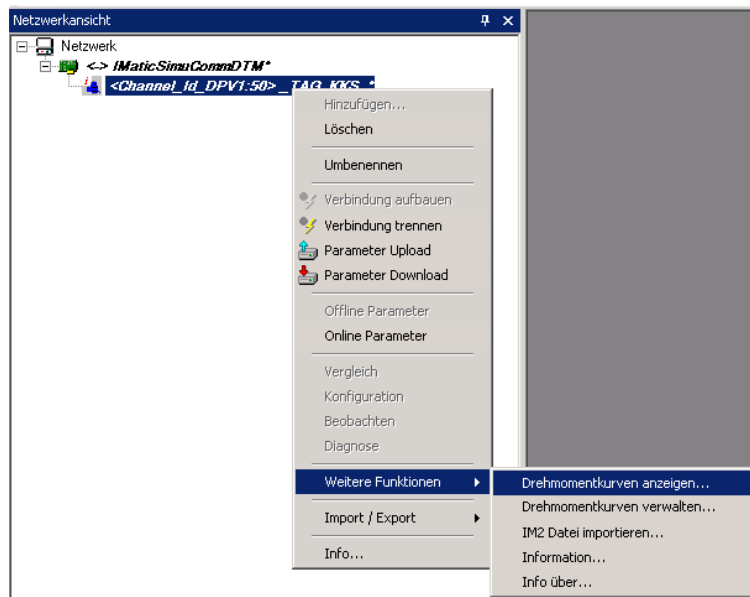 Netzwerkansicht
Netzwerk
<-> IMaticSimuCommDTM*
<Channel_Id_DPV1:50>_TAG_KKS_*
Hinzufügen...
Löschen
Umbenennen
Verbindung aufbauen
Verbindung trennen
Parameter Upload
Parameter Download
Offline Parameter
Online Parameter
Vergleich
Konfiguration
Beobachten
Diagnose
Weitere Funktionen
Import / Export
Info...
Drehmomentkurven anzeigen...
Drehmomentkurven verwalten...
IM2 Datei importieren...
Information...
Info über...